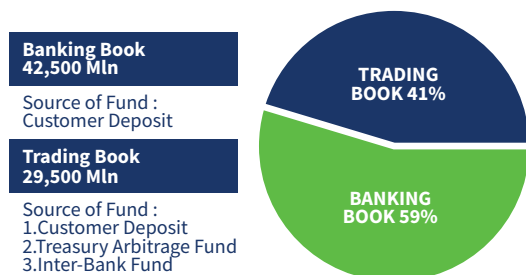 Banking Book
42,500 Mln
Source of Fund :
Customer Deposit
Trading Book
29,500 Mln
Source of Fund :
1.Customer Deposit
2.Treasury Arbitrage Fund
3.Inter-Bank Fund
TRADING
BOOK 41%
BANKING
BOOK 59%